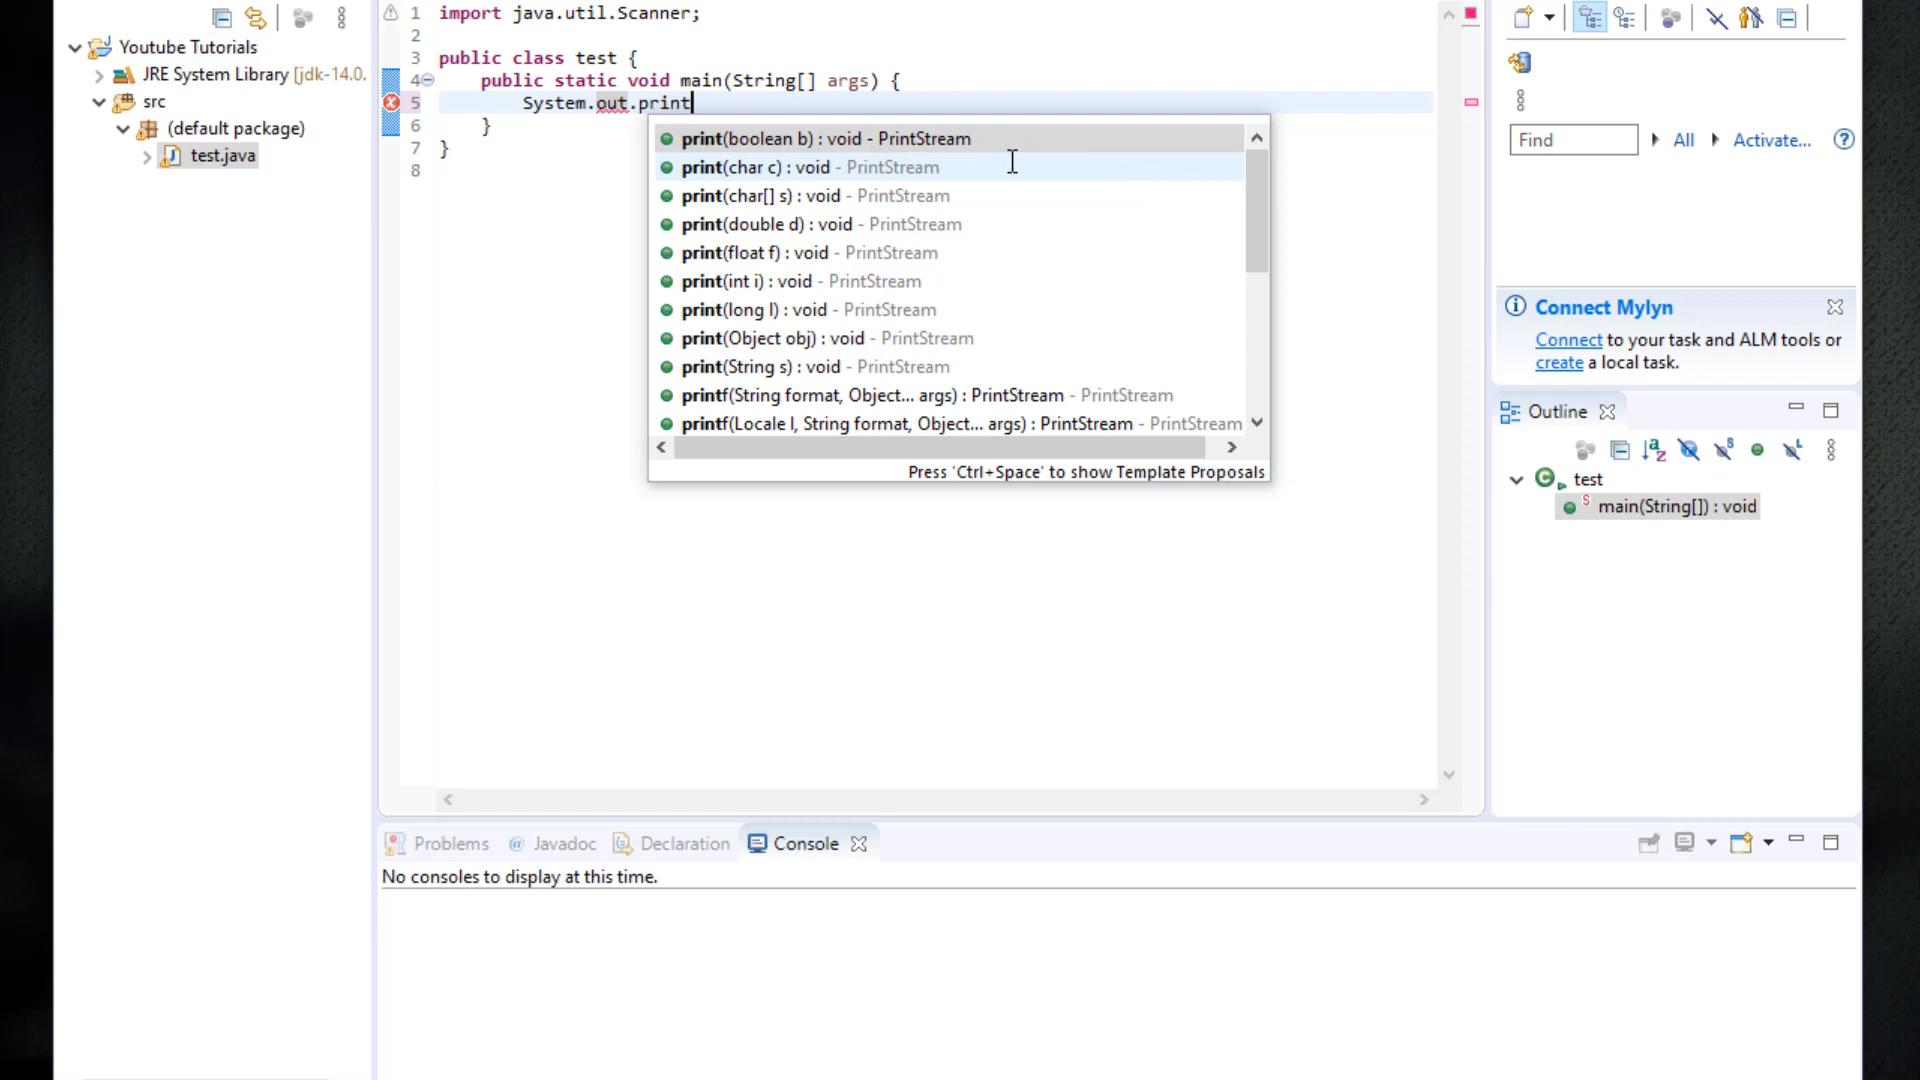 Youtube Tutorials
JRE System Library [jdk-14.0.
src
(default package)
test.java
1 import java.util.Scanner;
2
3 public class test {
4 public static void main(String[] args) {
5 System.out.print
6 }
7 }
8
print(boolean b) : void - PrintStream
print(char c) : void - PrintStream
print(char[] s) : void - PrintStream
print(double d) : void - PrintStream
print(float f) : void - PrintStream
print(int i) : void - PrintStream
print(long l) : void - PrintStream
print(Object obj) : void - PrintStream
print(String s) : void - PrintStream
printf(String format, Object... args) : PrintStream - PrintStream
printf(Locale l, String format, Object... args) : PrintStream - PrintStream
Press 'Ctrl+Space' to show Template Proposals
Find All Activate...
Connect Mylyn
Connect to your task and ALM tools or
create a local task.
Outline
test
main(String[]) : void
Problems Javadoc Declaration Console
No consoles to display at this time.